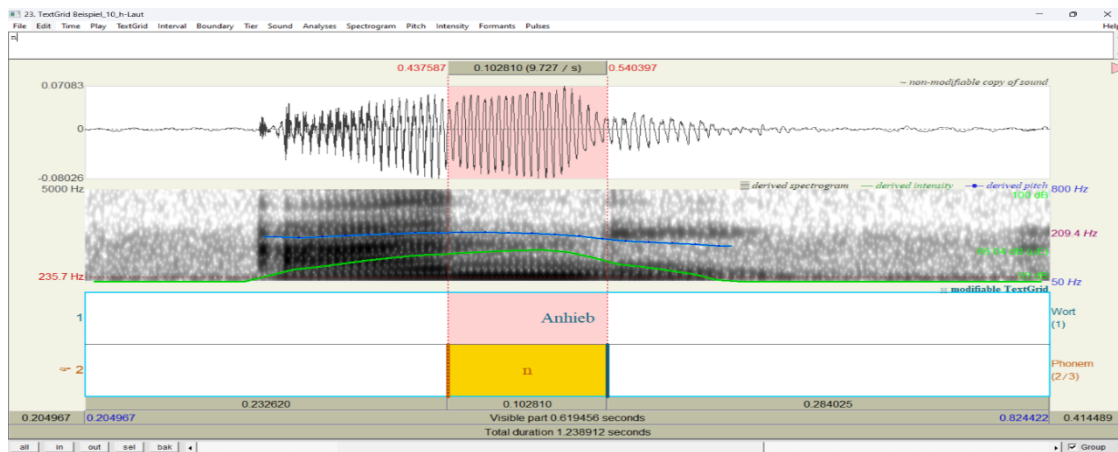 23. TextGrid Beispiel_10_h-Laut
File Edit Time Play TextGrid Interval Boundary Tier Sound Analyses Spectrogram Pitch Intensity Formants Pulses Help
n
0.437587 0.102810 (9.727 / s) 0.540397
~ non-modifiable copy of sound
0.07083
0
-0.08026
5000 Hz derived spectrogram derived intensity derived pitch 800 Hz
100 dB
209.4 Hz
235.7 Hz 50 Hz
modifiable TextGrid
1 Anhieb Wort
(1)
2 n Phonem
(2/3)
0.232620 0.102810 0.284025
0.204967 0.204967 Visible part 0.619456 seconds 0.824422 0.414489
Total duration 1.238912 seconds
all in out sel bak Group